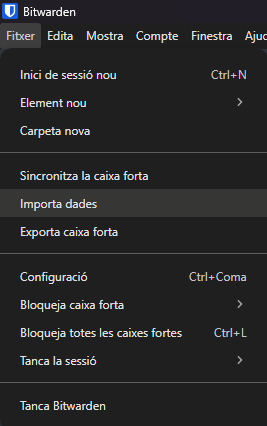 Bitwarden
Fitxer Edita Mostra Compte Finestra
Inici de sessió nou Ctrl+N
Element nou
Carpeta nova
Sincronitza la caixa forta
Importa dades
Exporta caixa forta
Configuració Ctrl+Coma
Bloqueja caixa forta
Bloqueja totes les caixes fortes Ctrl+L
Tanca la sessió
Tanca Bitwarden